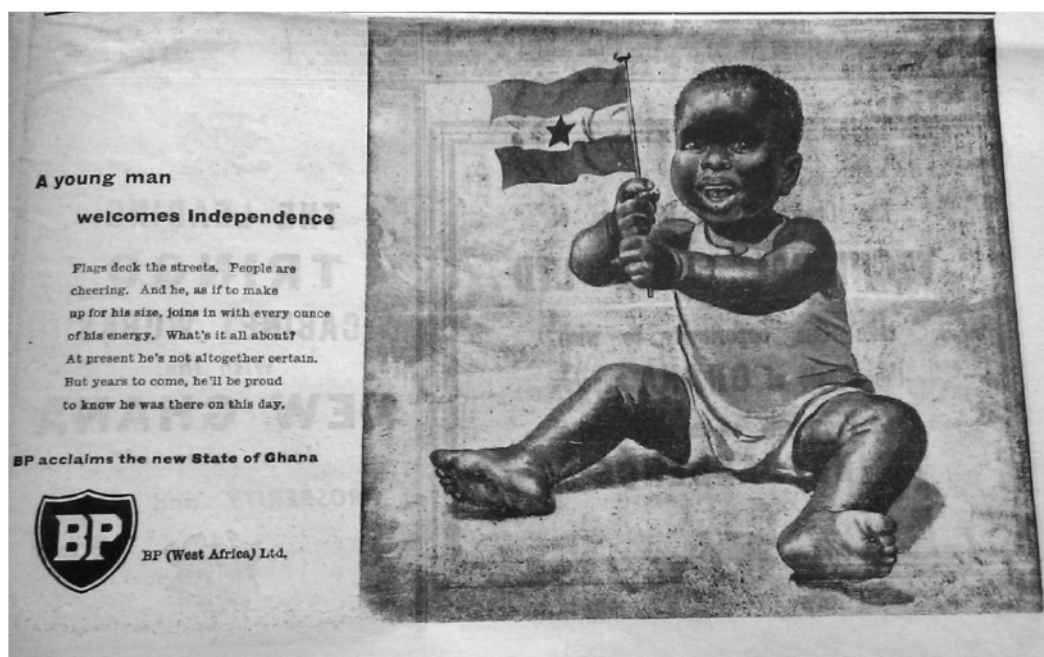 A young man
welcomes Independence
Flags deck the streets. People are
cheering. And he, as if to make
up for his size, joins in with every ounce
of his energy. What's it all about?
At present he's not altogether certain.
But years to come, he'll be proud
to know he was there on this day.
BP acclaims the new State of Ghana
BP
BP (West Africa) Ltd.